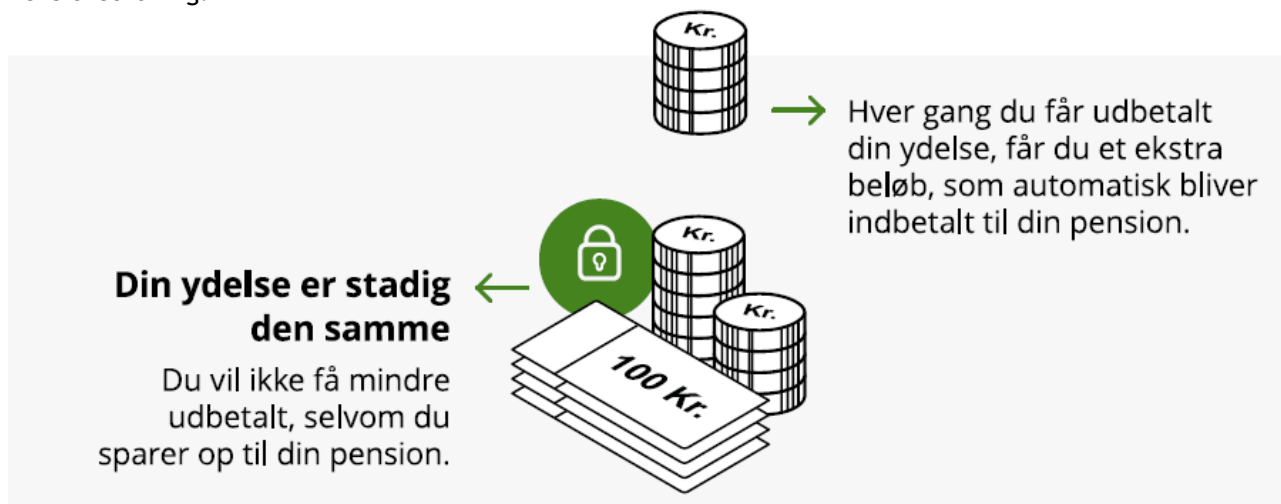 Kr.
Hver gang du får udbetalt
din ydelse, får du et ekstra
beløb, som automatisk bliver
indbetalt til din pension.
Kr.
Din ydelse er stadig
den samme
Kr.
100 Kr.
Du vil ikke få mindre
udbetalt, selvom du
sparer op til din pension.